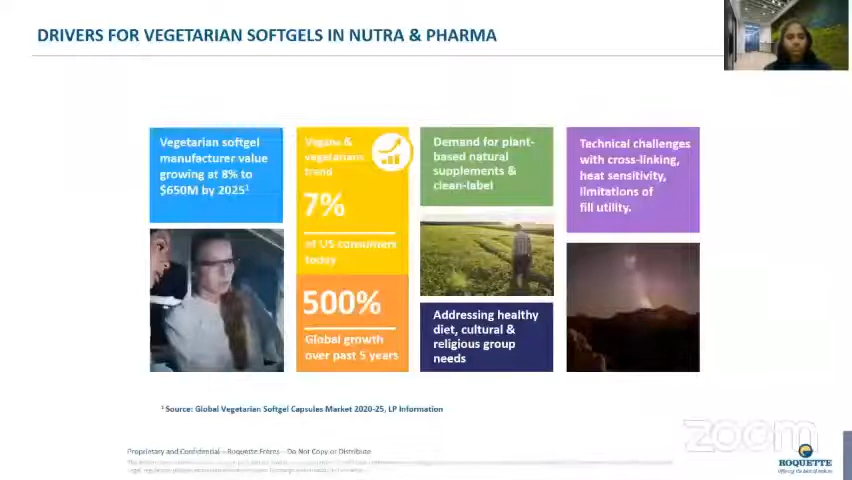 DRIVERS FOR VEGETARIAN SOFTGELS IN NUTRA & PHARMA
Vegetarian softgel
manufacturer value
growing at 8% to
$650M by 2025¹
Vegans &
vegetarians
trend
7%
of US consumers
today
500%
Global growth
over past 5 years
Demand for plant-
based natural
supplements &
clean-label
Addressing healthy
diet, cultural &
religious group
needs
Technical challenges
with cross-linking,
heat sensitivity,
limitations of
fill utility.
¹ Source: Global Vegetarian Softgel Capsules Market 2020-25, LP Information
Proprietary and Confidential – Roquette Freres – Do Not Copy or Distribute
zoom
ROQUETTE